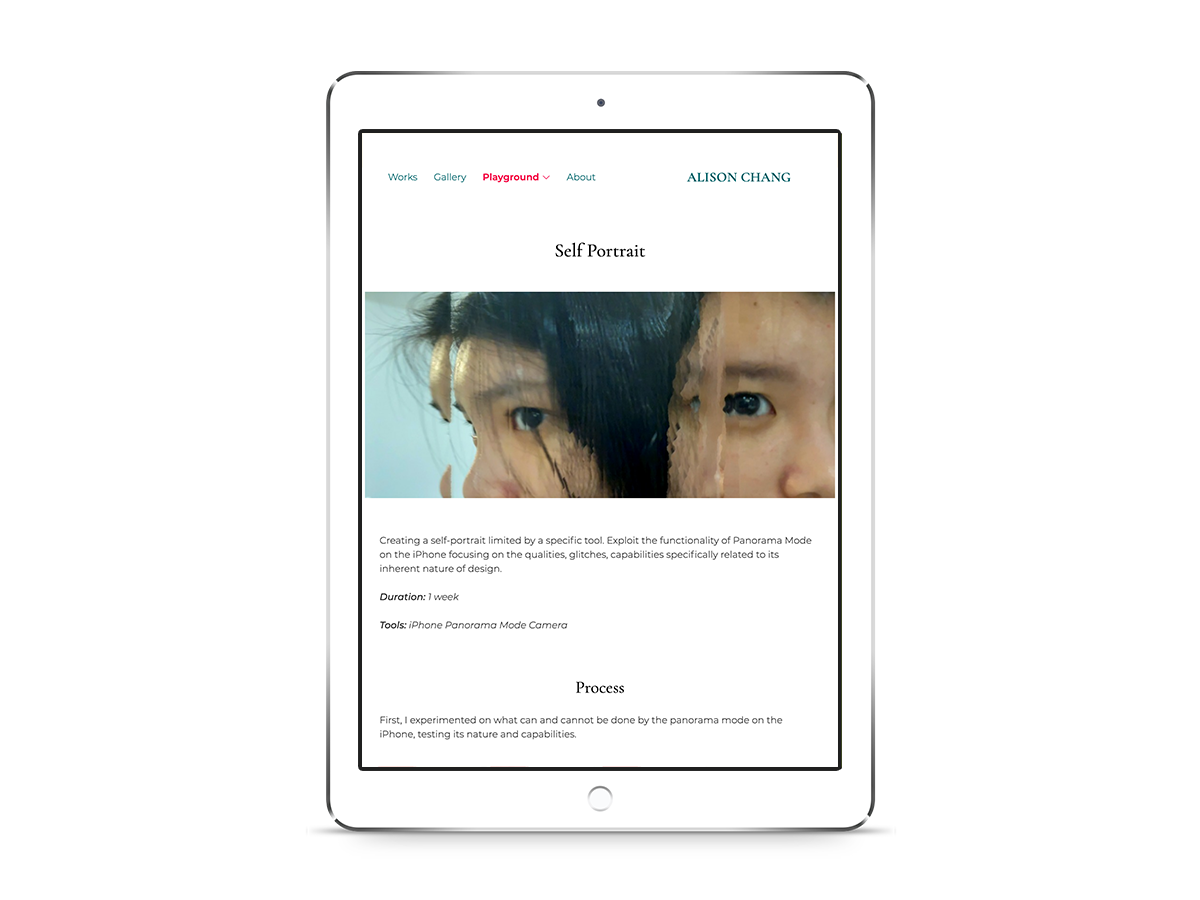 Works Gallery Playground About ALISON CHANG
Self Portrait
Creating a self-portrait limited by a specific tool. Exploit the functionality of Panorama Mode
on the iPhone focusing on the qualities, glitches, capabilities specifically related to its
inherent nature of design.
Duration: 1 week
Tools: iPhone Panorama Mode Camera
Process
First, I experimented on what can and cannot be done by the panorama mode on the
iPhone, testing its nature and capabilities.